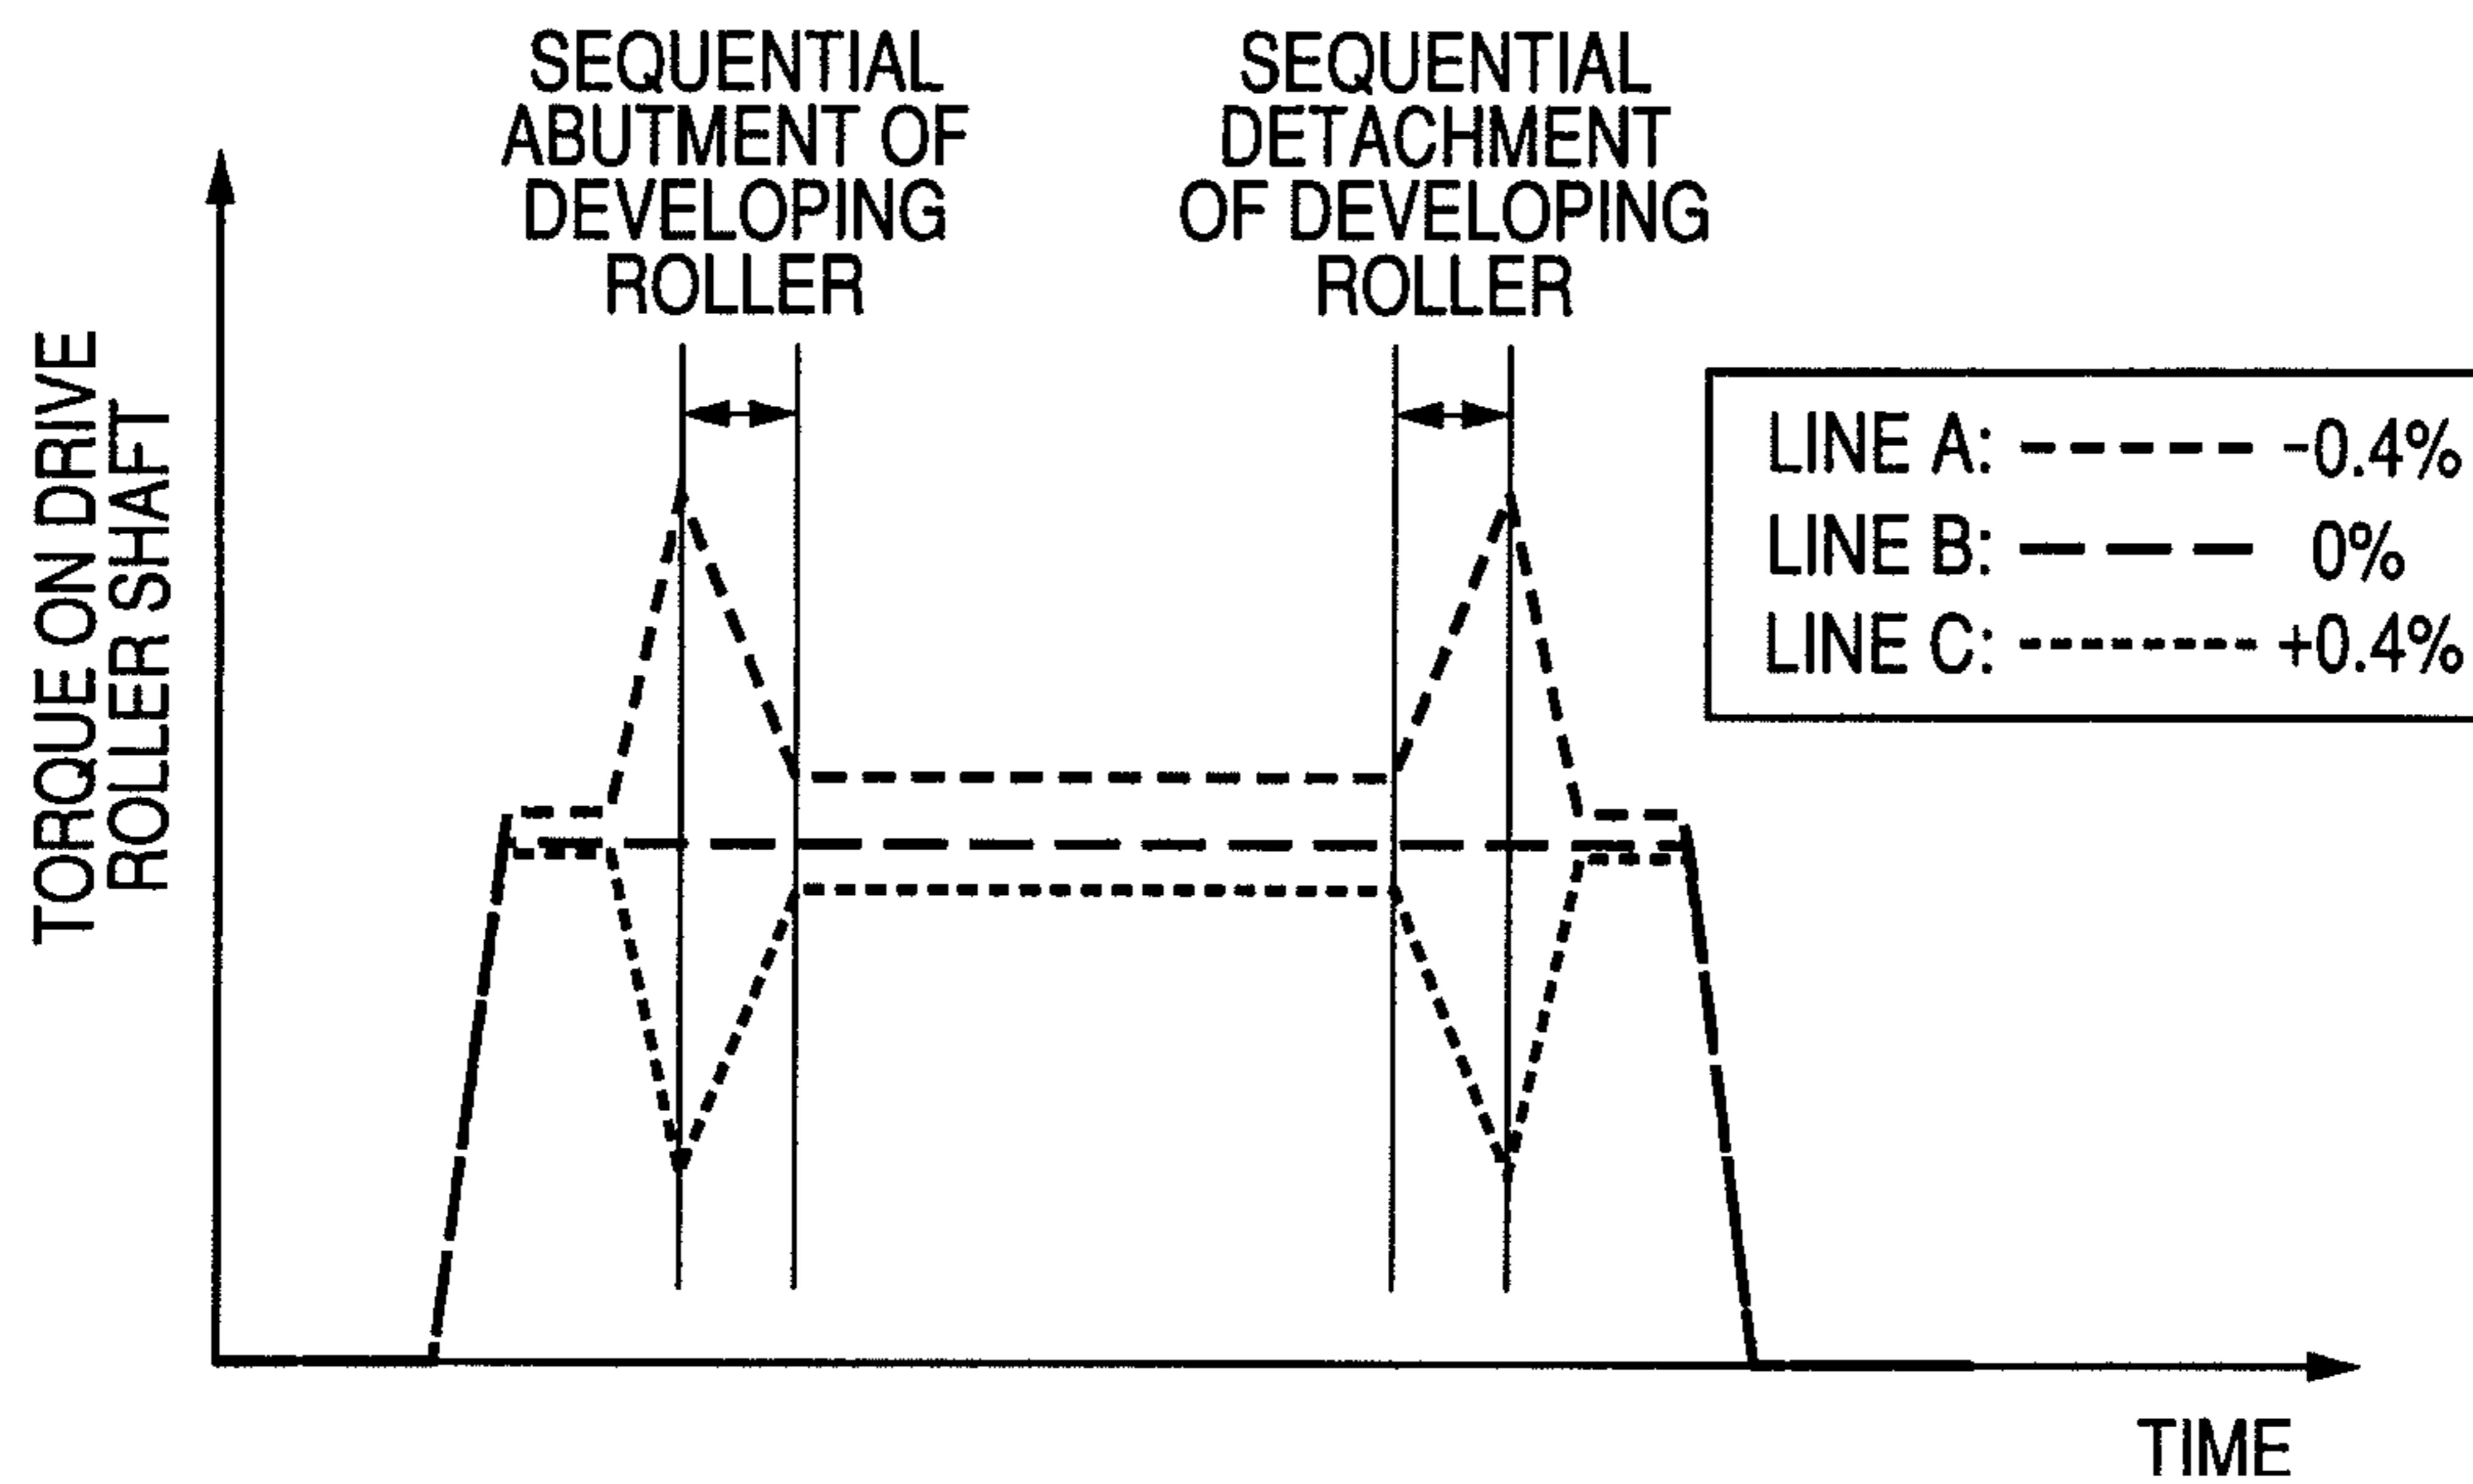 SEQUENTIAL
ABUTMENT OF
DEVELOPING
ROLLER
SEQUENTIAL
DETACHMENT
OF DEVELOPING
ROLLER
TORQUE ON DRIVE
ROLLER SHAFT
LINE A: -0.4%
LINE B: 0%
LINE C: +0.4%
TIME